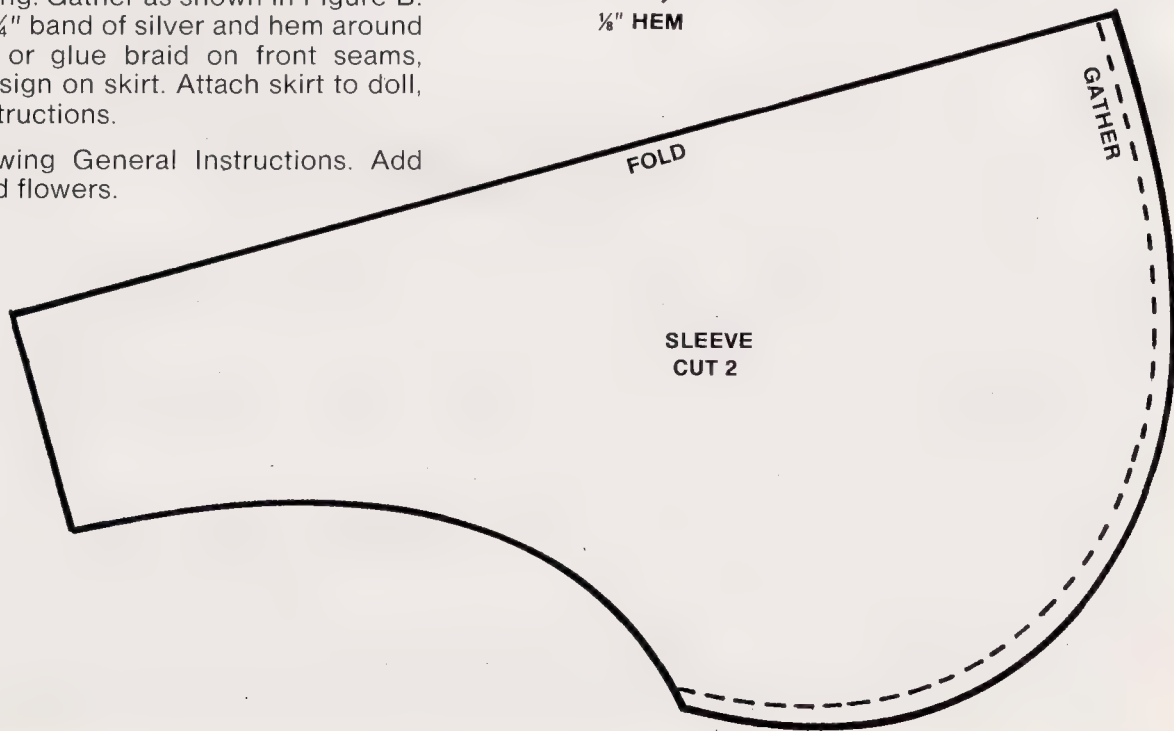 Gather as shown in Figure B.
¼" band of silver and hem around
or glue braid on front seams,
sign on skirt. Attach skirt to doll,
structions.
wing General Instructions. Add
d flowers.
⅛" HEM
GATHER
FOLD
SLEEVE
CUT 2